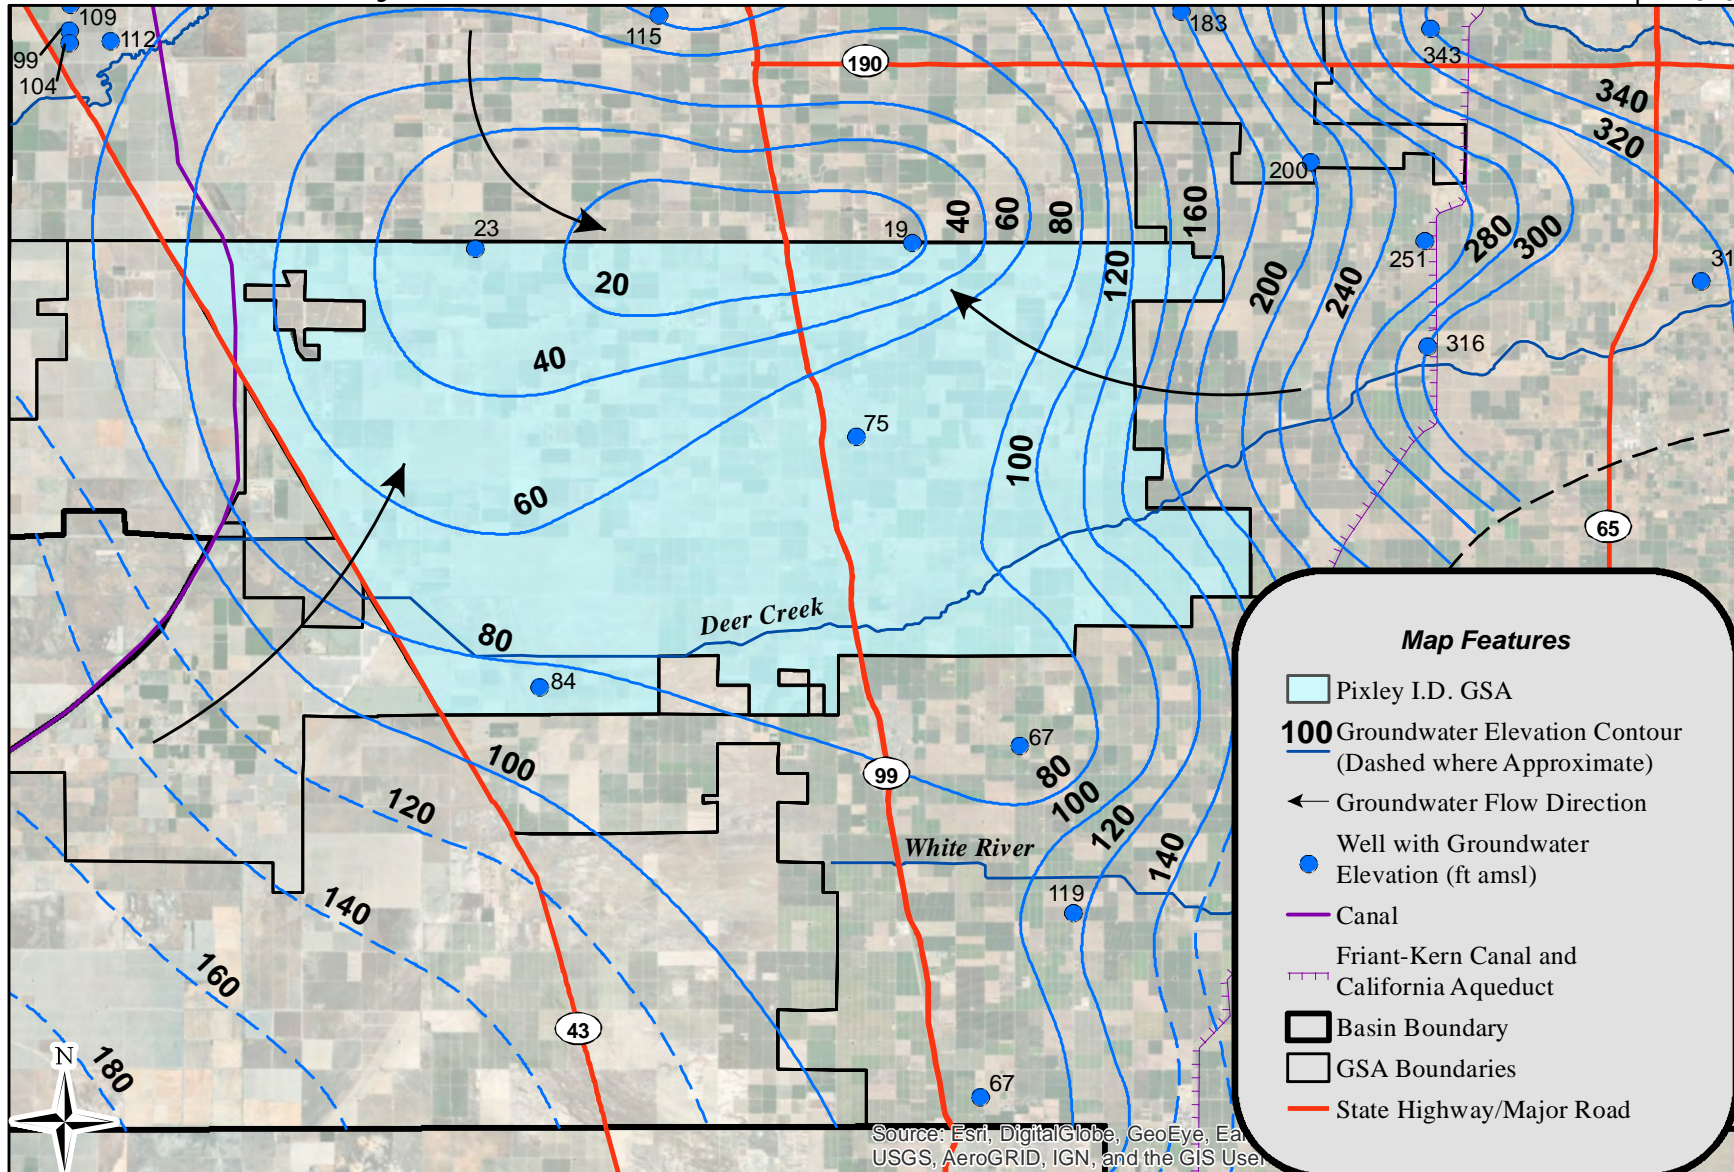 109
99
112
104
115
190
183
343
340
320
200
23
19
40
60
80
160
120
200
240
251
280
300
31
20
316
40
75
100
60
65
Deer Creek
80
84
67
99
80
100
100
120
120
140
White River
119
140
160
180
43
67
N
Map Features
Pixley I.D. GSA
100 Groundwater Elevation Contour
(Dashed where Approximate)
Groundwater Flow Direction
Well with Groundwater
Elevation (ft amsl)
Canal
Friant-Kern Canal and
California Aqueduct
Basin Boundary
GSA Boundaries
State Highway/Major Road
Source: Esri, DigitalGlobe, GeoEye,
USGS, AeroGRID, IGN, and the GIS User